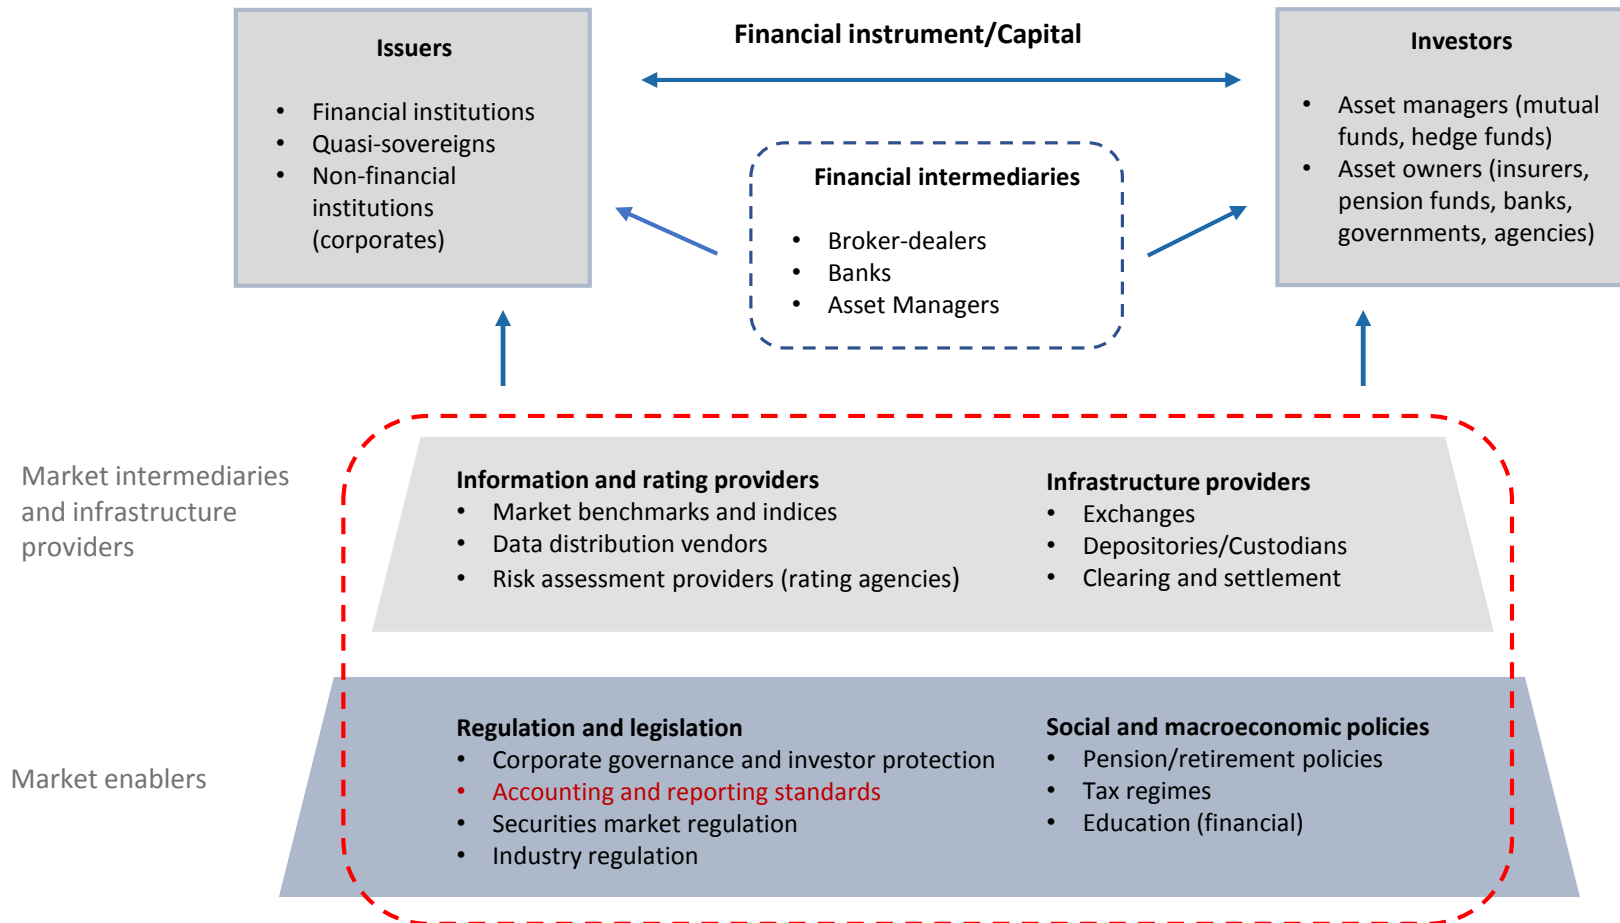 Issuers
• Financial institutions
• Quasi-sovereigns
• Non-financial
institutions
(corporates)
Financial instrument/Capital
Investors
• Asset managers (mutual
funds, hedge funds)
• Asset owners (insurers,
pension funds, banks,
governments, agencies)
Financial intermediaries
• Broker-dealers
• Banks
• Asset Managers
Market intermediaries
and infrastructure
providers
Information and rating providers
• Market benchmarks and indices
• Data distribution vendors
• Risk assessment providers (rating agencies)
Infrastructure providers
• Exchanges
• Depositories/Custodians
• Clearing and settlement
Market enablers
Regulation and legislation
• Corporate governance and investor protection
• Accounting and reporting standards
• Securities market regulation
• Industry regulation
Social and macroeconomic policies
• Pension/retirement policies
• Tax regimes
• Education (financial)